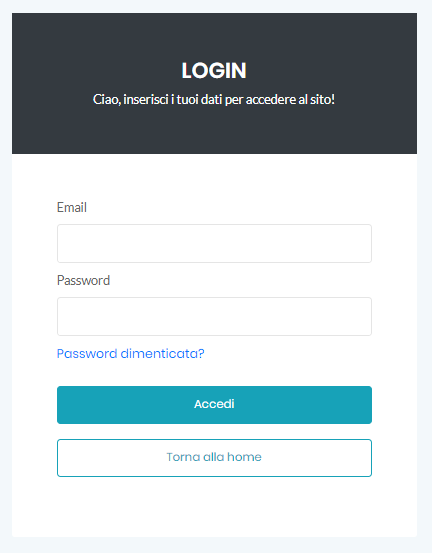 LOGIN
Ciao, inserisci i tuoi dati per accedere al sito!
Email
Password
Password dimenticata?
Accedi
Torna alla home